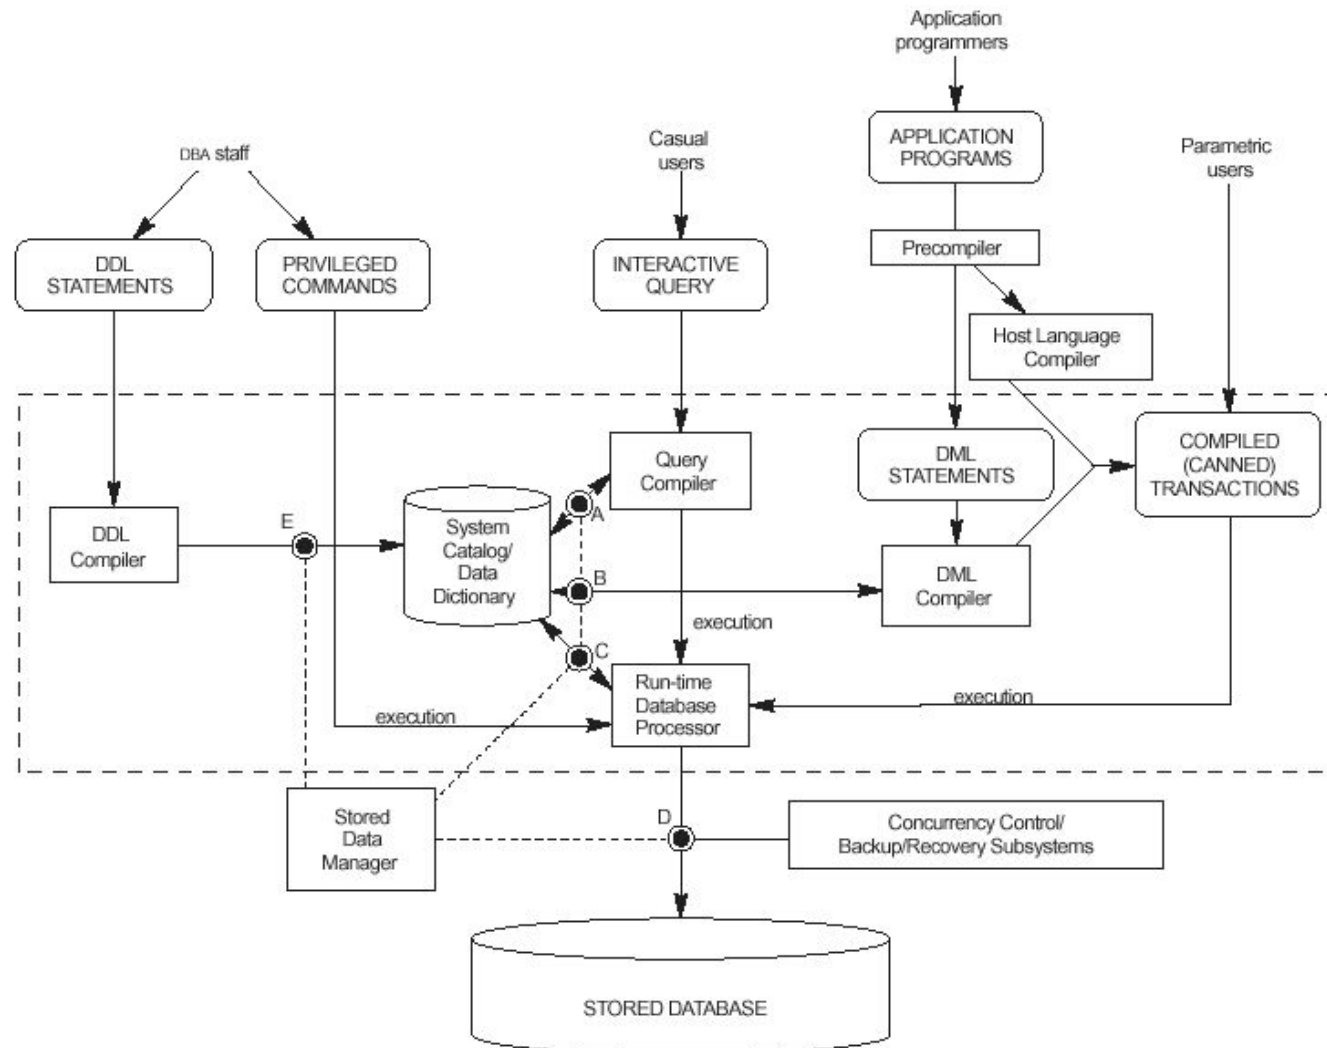 Application
programmers
DBA staff
Casual
users
APPLICATION
PROGRAMS
Parametric
users
DDL
STATEMENTS
PRIVILEGED
COMMANDS
INTERACTIVE
QUERY
Precompiler
Host Language
Compiler
Query
Compiler
DML
STATEMENTS
COMPILED
(CANNED)
TRANSACTIONS
DDL
Compiler
E
System
Catalog/
Data
Dictionary
A
B
C
DML
Compiler
execution
Run-time
Database
Processor
execution
execution
Stored
Data
Manager
D
Concurrency Control/
Backup/Recovery Subsystems
STORED DATABASE